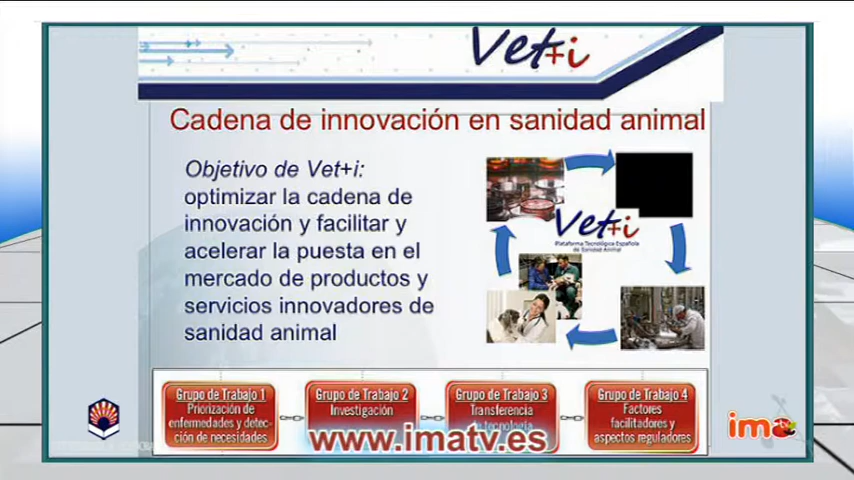 Vet+i
Cadena de innovación en sanidad animal
Objetivo de Vet+i:
optimizar la cadena de
innovación y facilitar y
acelerar la puesta en el
mercado de productos y
servicios innovadores de
sanidad animal
Vet+i
Plataforma Tecnológica Española
de Sanidad Animal
Grupo de Trabajo 1
Priorización de
enfermedades y detec-
ción de necesidades
Grupo de Trabajo 2
Investigación
Grupo de Trabajo 3
Transferencia
tecnología
Grupo de Trabajo 4
Factores
facilitadores y
aspectos reguladores
www.imatv.es